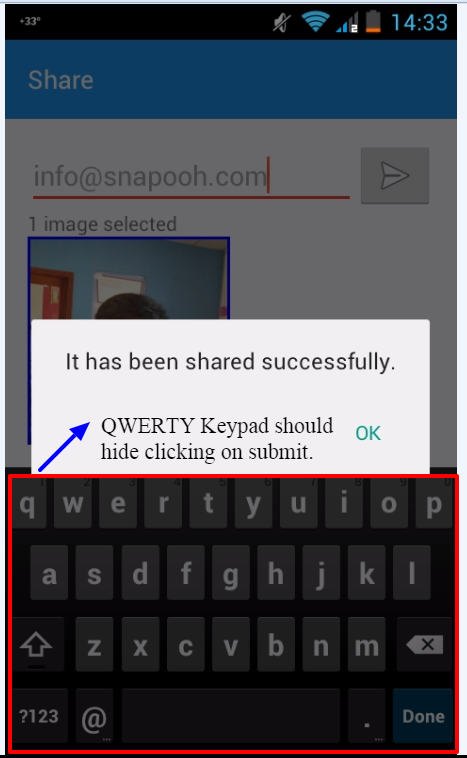 +33° 2 14:33
Share
info@snapooh.com
1 image selected
It has been shared successfully.
QWERTY Keypad should
hide clicking on submit.
OK
q w e r t y u i o p
a s d f g h j k l
z x c v b n m
?123 @ ... . ... Done